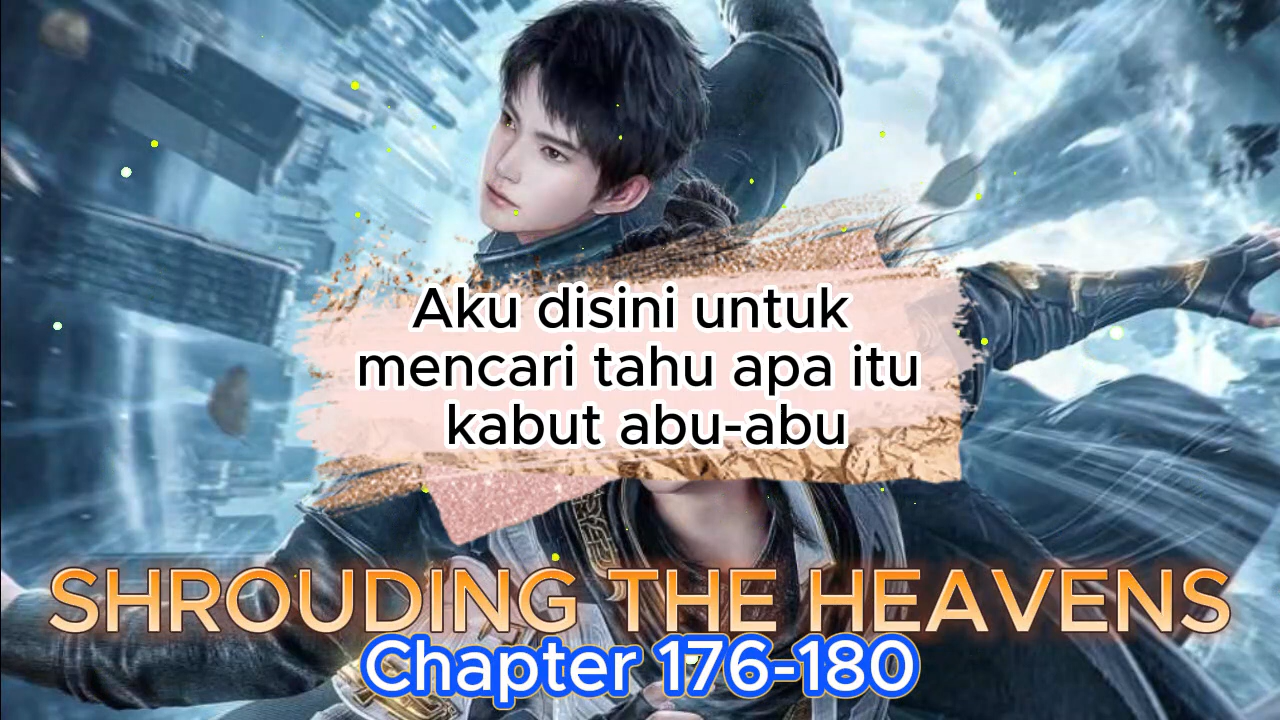 Aku disini untuk
mencari tahu apa itu
kabut abu-abu
SHROUDING THE HEAVENS
Chapter 176-180